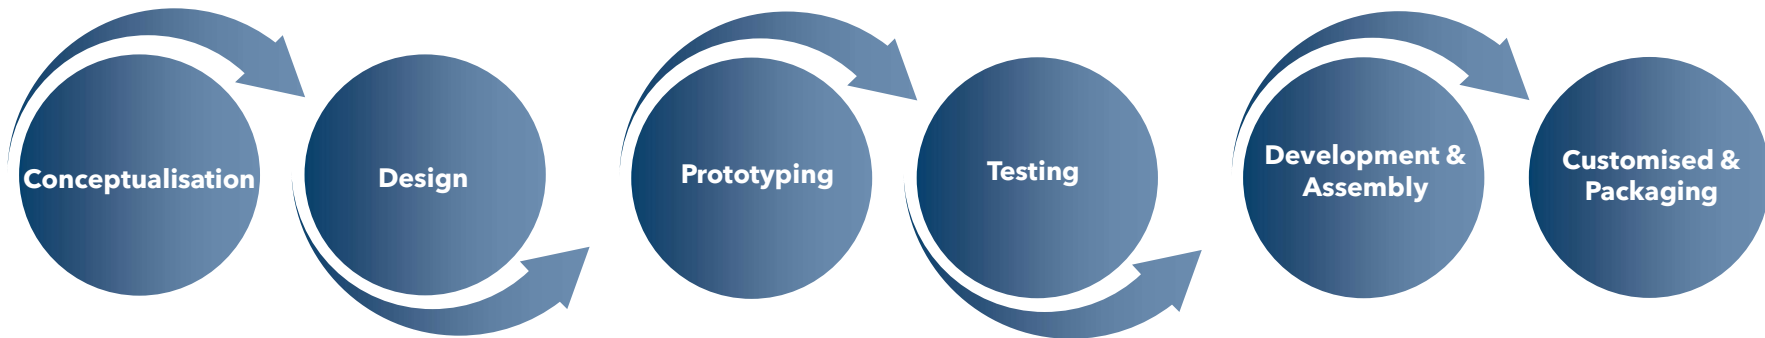 Conceptualisation
Design
Prototyping
Testing
Development &
Assembly
Customised &
Packaging